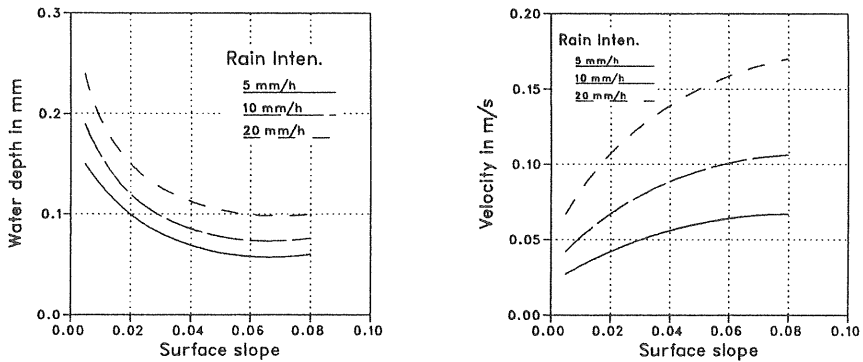 0.3
0.2
0.1
0.0
Water depth in mm
Rain Inten.
5 mm/h
10 mm/h
20 mm/h
0.00 0.02 0.04 0.06 0.08 0.10
Surface slope
0.20
0.15
0.10
0.05
0.00
Velocity in m/s
Rain Inten.
5 mm/h
10 mm/h
20 mm/h
0.00 0.02 0.04 0.06 0.08 0.10
Surface slope